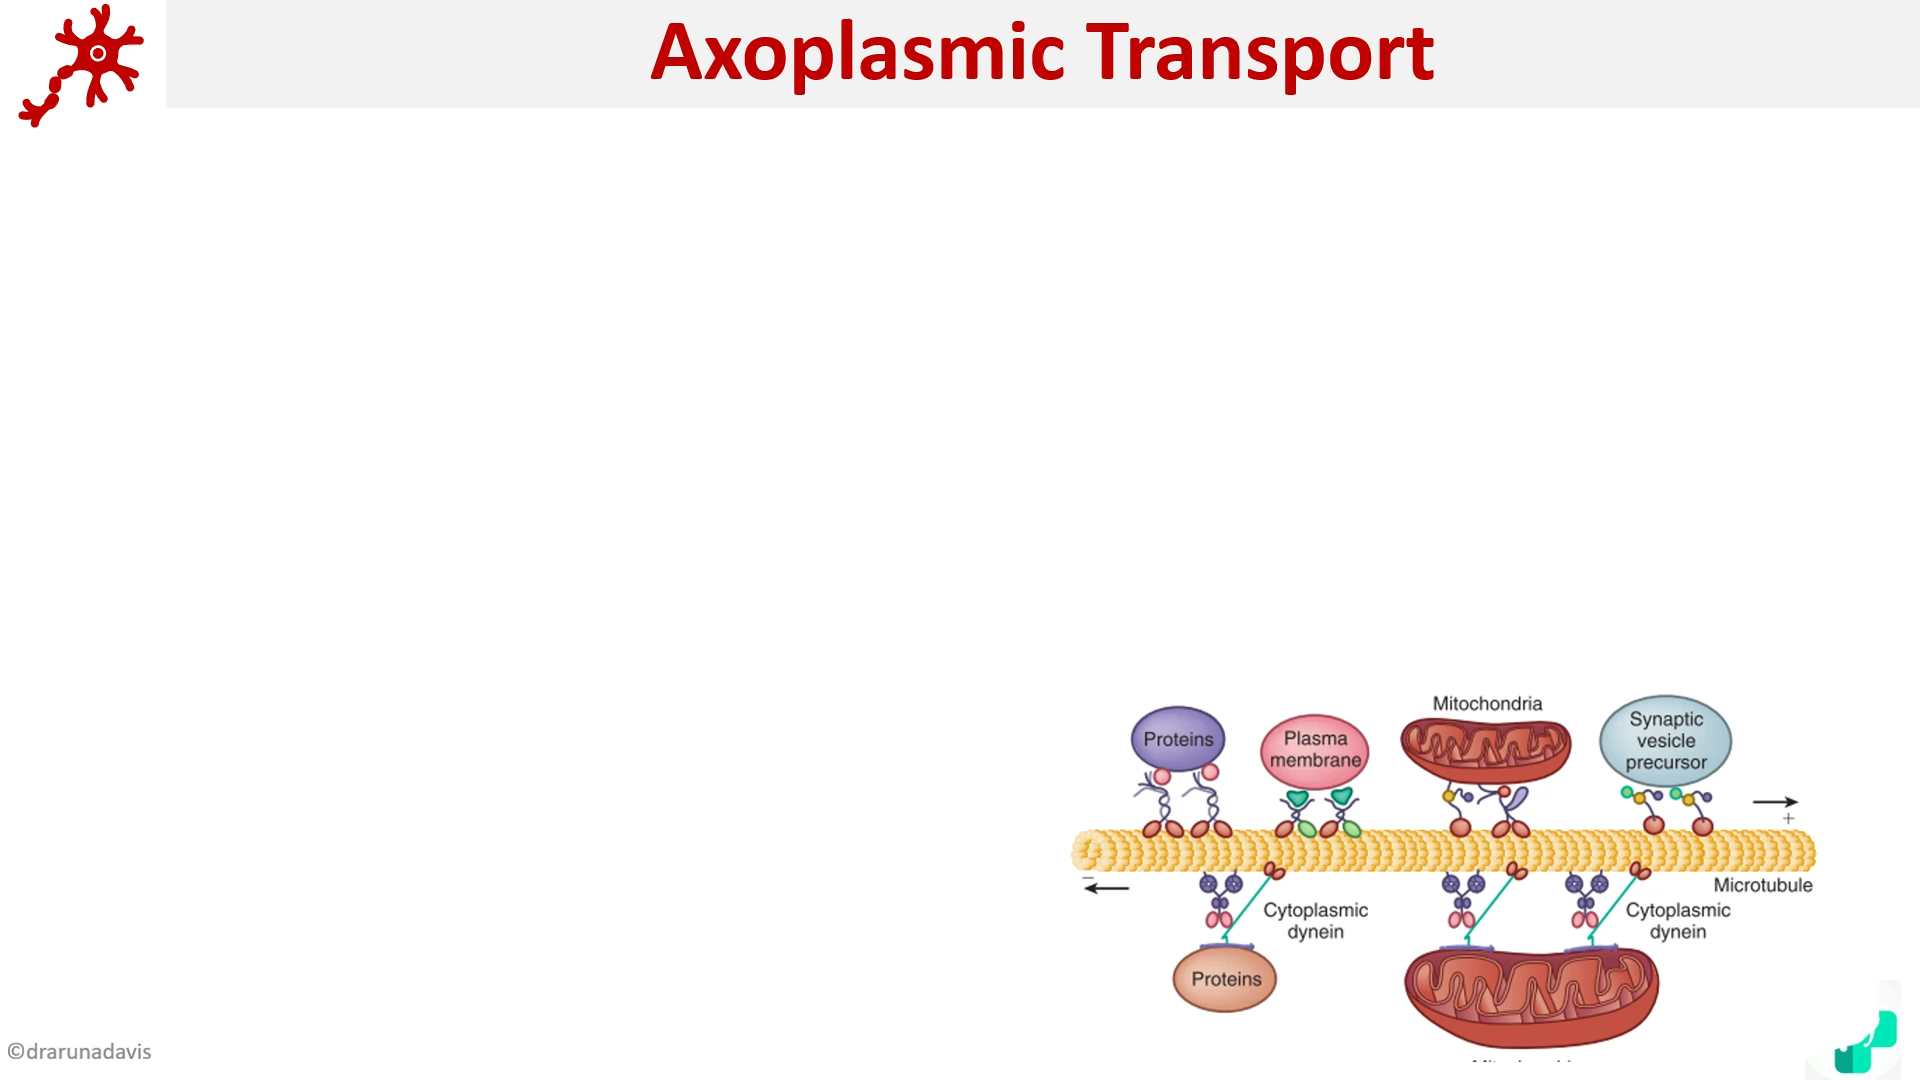 Axoplasmic Transport
Mitochondria
Proteins
Plasma
membrane
Synaptic
vesicle
precursor
+
−
Microtubule
Cytoplasmic
dynein
Cytoplasmic
dynein
Proteins
©drarunadavis